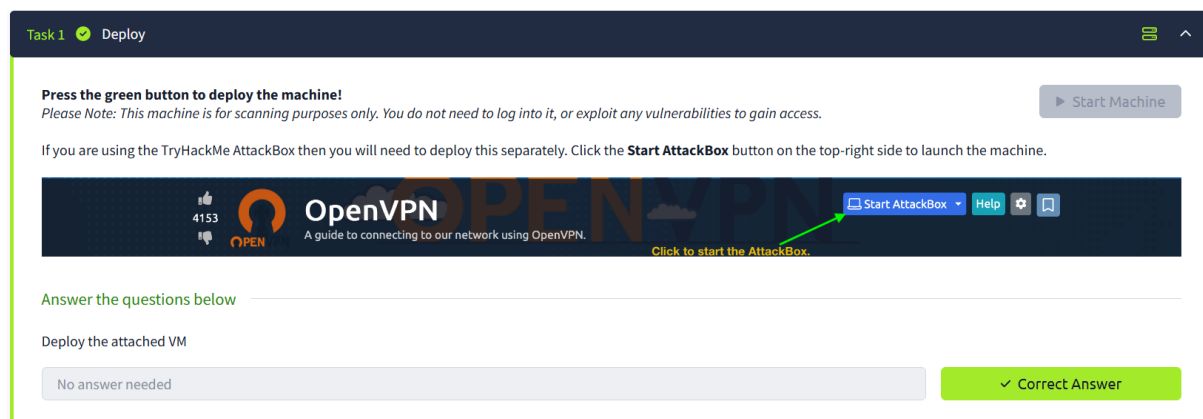 Task 1 Deploy
Press the green button to deploy the machine!
Please Note: This machine is for scanning purposes only. You do not need to log into it, or exploit any vulnerabilities to gain access.
Start Machine
If you are using the TryHackMe AttackBox then you will need to deploy this separately. Click the Start AttackBox button on the top-right side to launch the machine.
OPENVPN
4153
OPENVPN
OpenVPN
A guide to connecting to our network using OpenVPN.
Start AttackBox
Help
Click to start the AttackBox.
Answer the questions below
Deploy the attached VM
No answer needed
Correct Answer